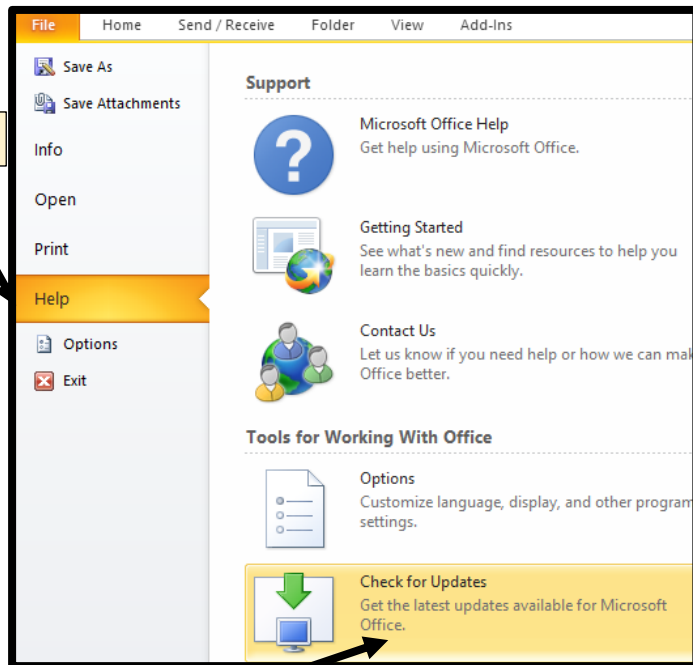 File Home Send / Receive Folder View Add-Ins
Save As
Save Attachments
Info
Open
Print
Help
Options
Exit
Support
Microsoft Office Help
Get help using Microsoft Office.
Getting Started
See what's new and find resources to help you
learn the basics quickly.
Contact Us
Let us know if you need help or how we can mak
Office better.
Tools for Working With Office
Options
Customize language, display, and other program
settings.
Check for Updates
Get the latest updates available for Microsoft
Office.